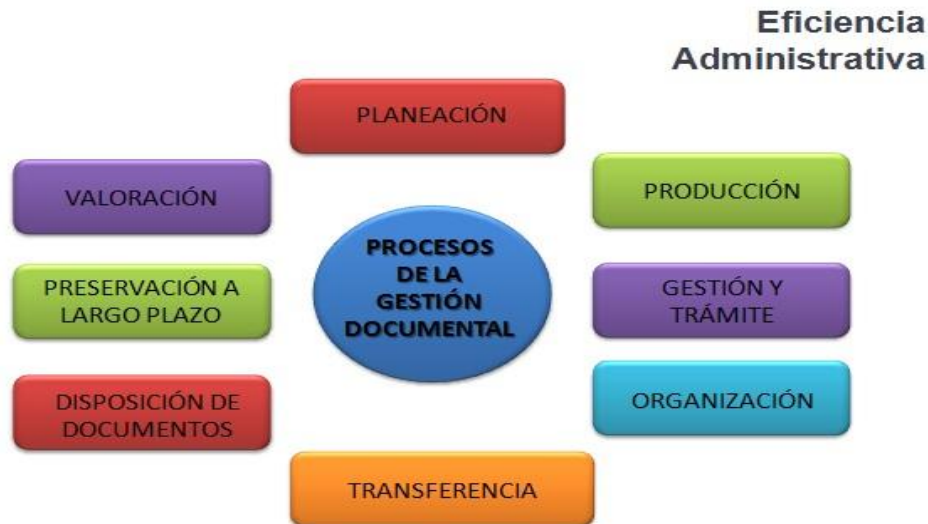 Eficiencia
Administrativa
PLANEACIÓN
PRODUCCIÓN
GESTIÓN Y
TRÁMITE
ORGANIZACIÓN
TRANSFERENCIA
DISPOSICIÓN DE
DOCUMENTOS
PRESERVACIÓN A
LARGO PLAZO
VALORACIÓN
PROCESOS
DE LA
GESTIÓN
DOCUMENTAL